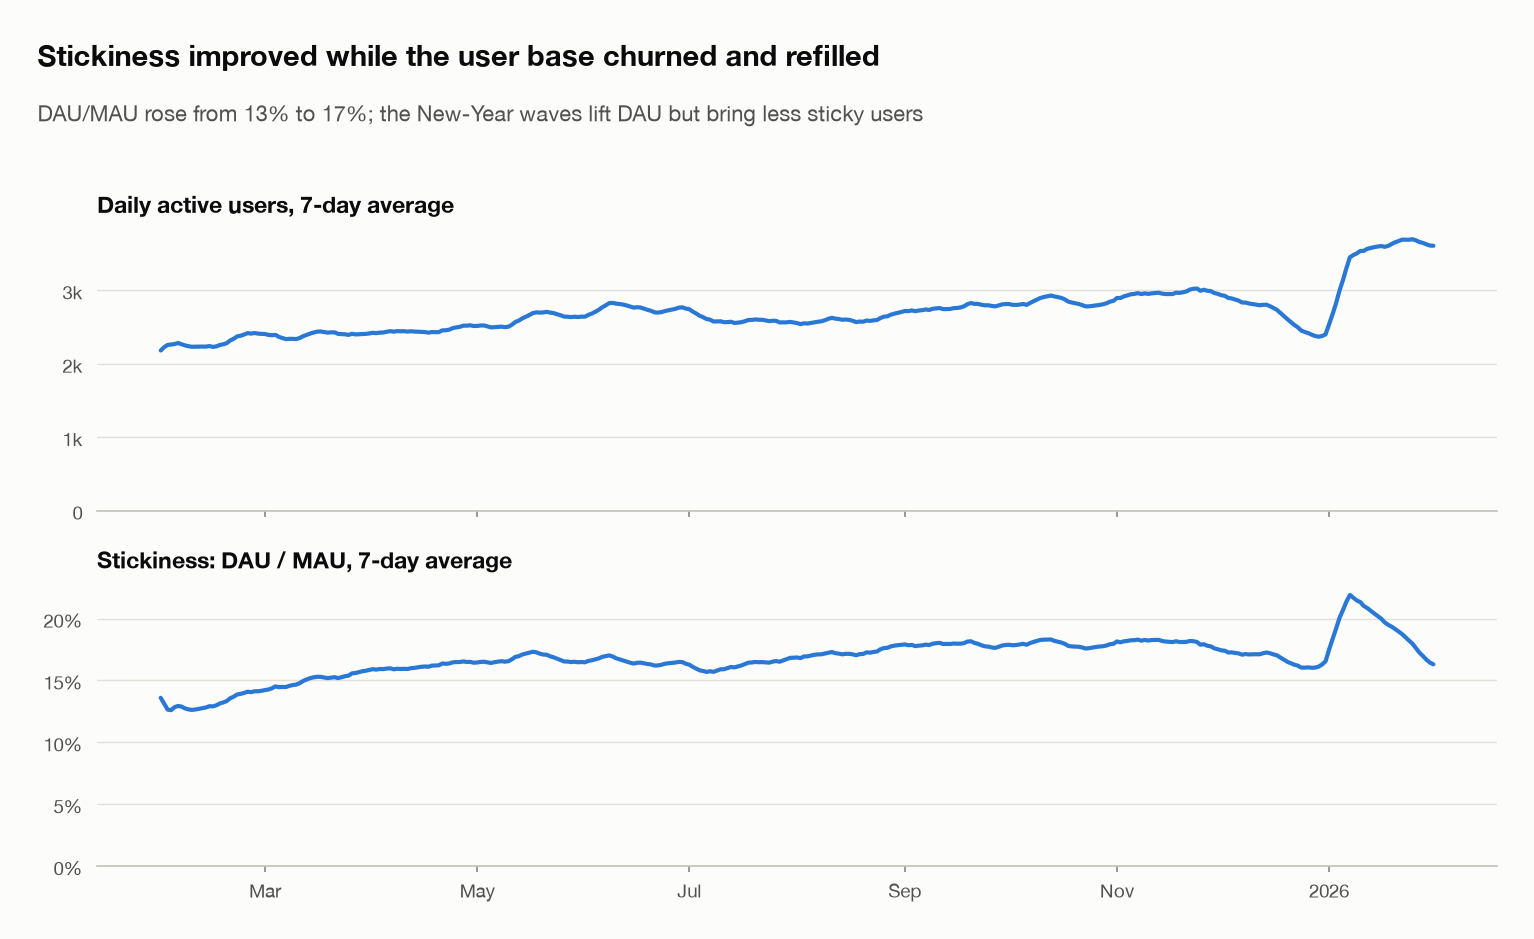 Stickiness improved while the user base churned and refilled
DAU/MAU rose from 13% to 17%; the New-Year waves lift DAU but bring less sticky users
Daily active users, 7-day average
3k
2k
1k
0
Stickiness: DAU / MAU, 7-day average
20%
15%
10%
5%
0%
Mar May Jul Sep Nov 2026